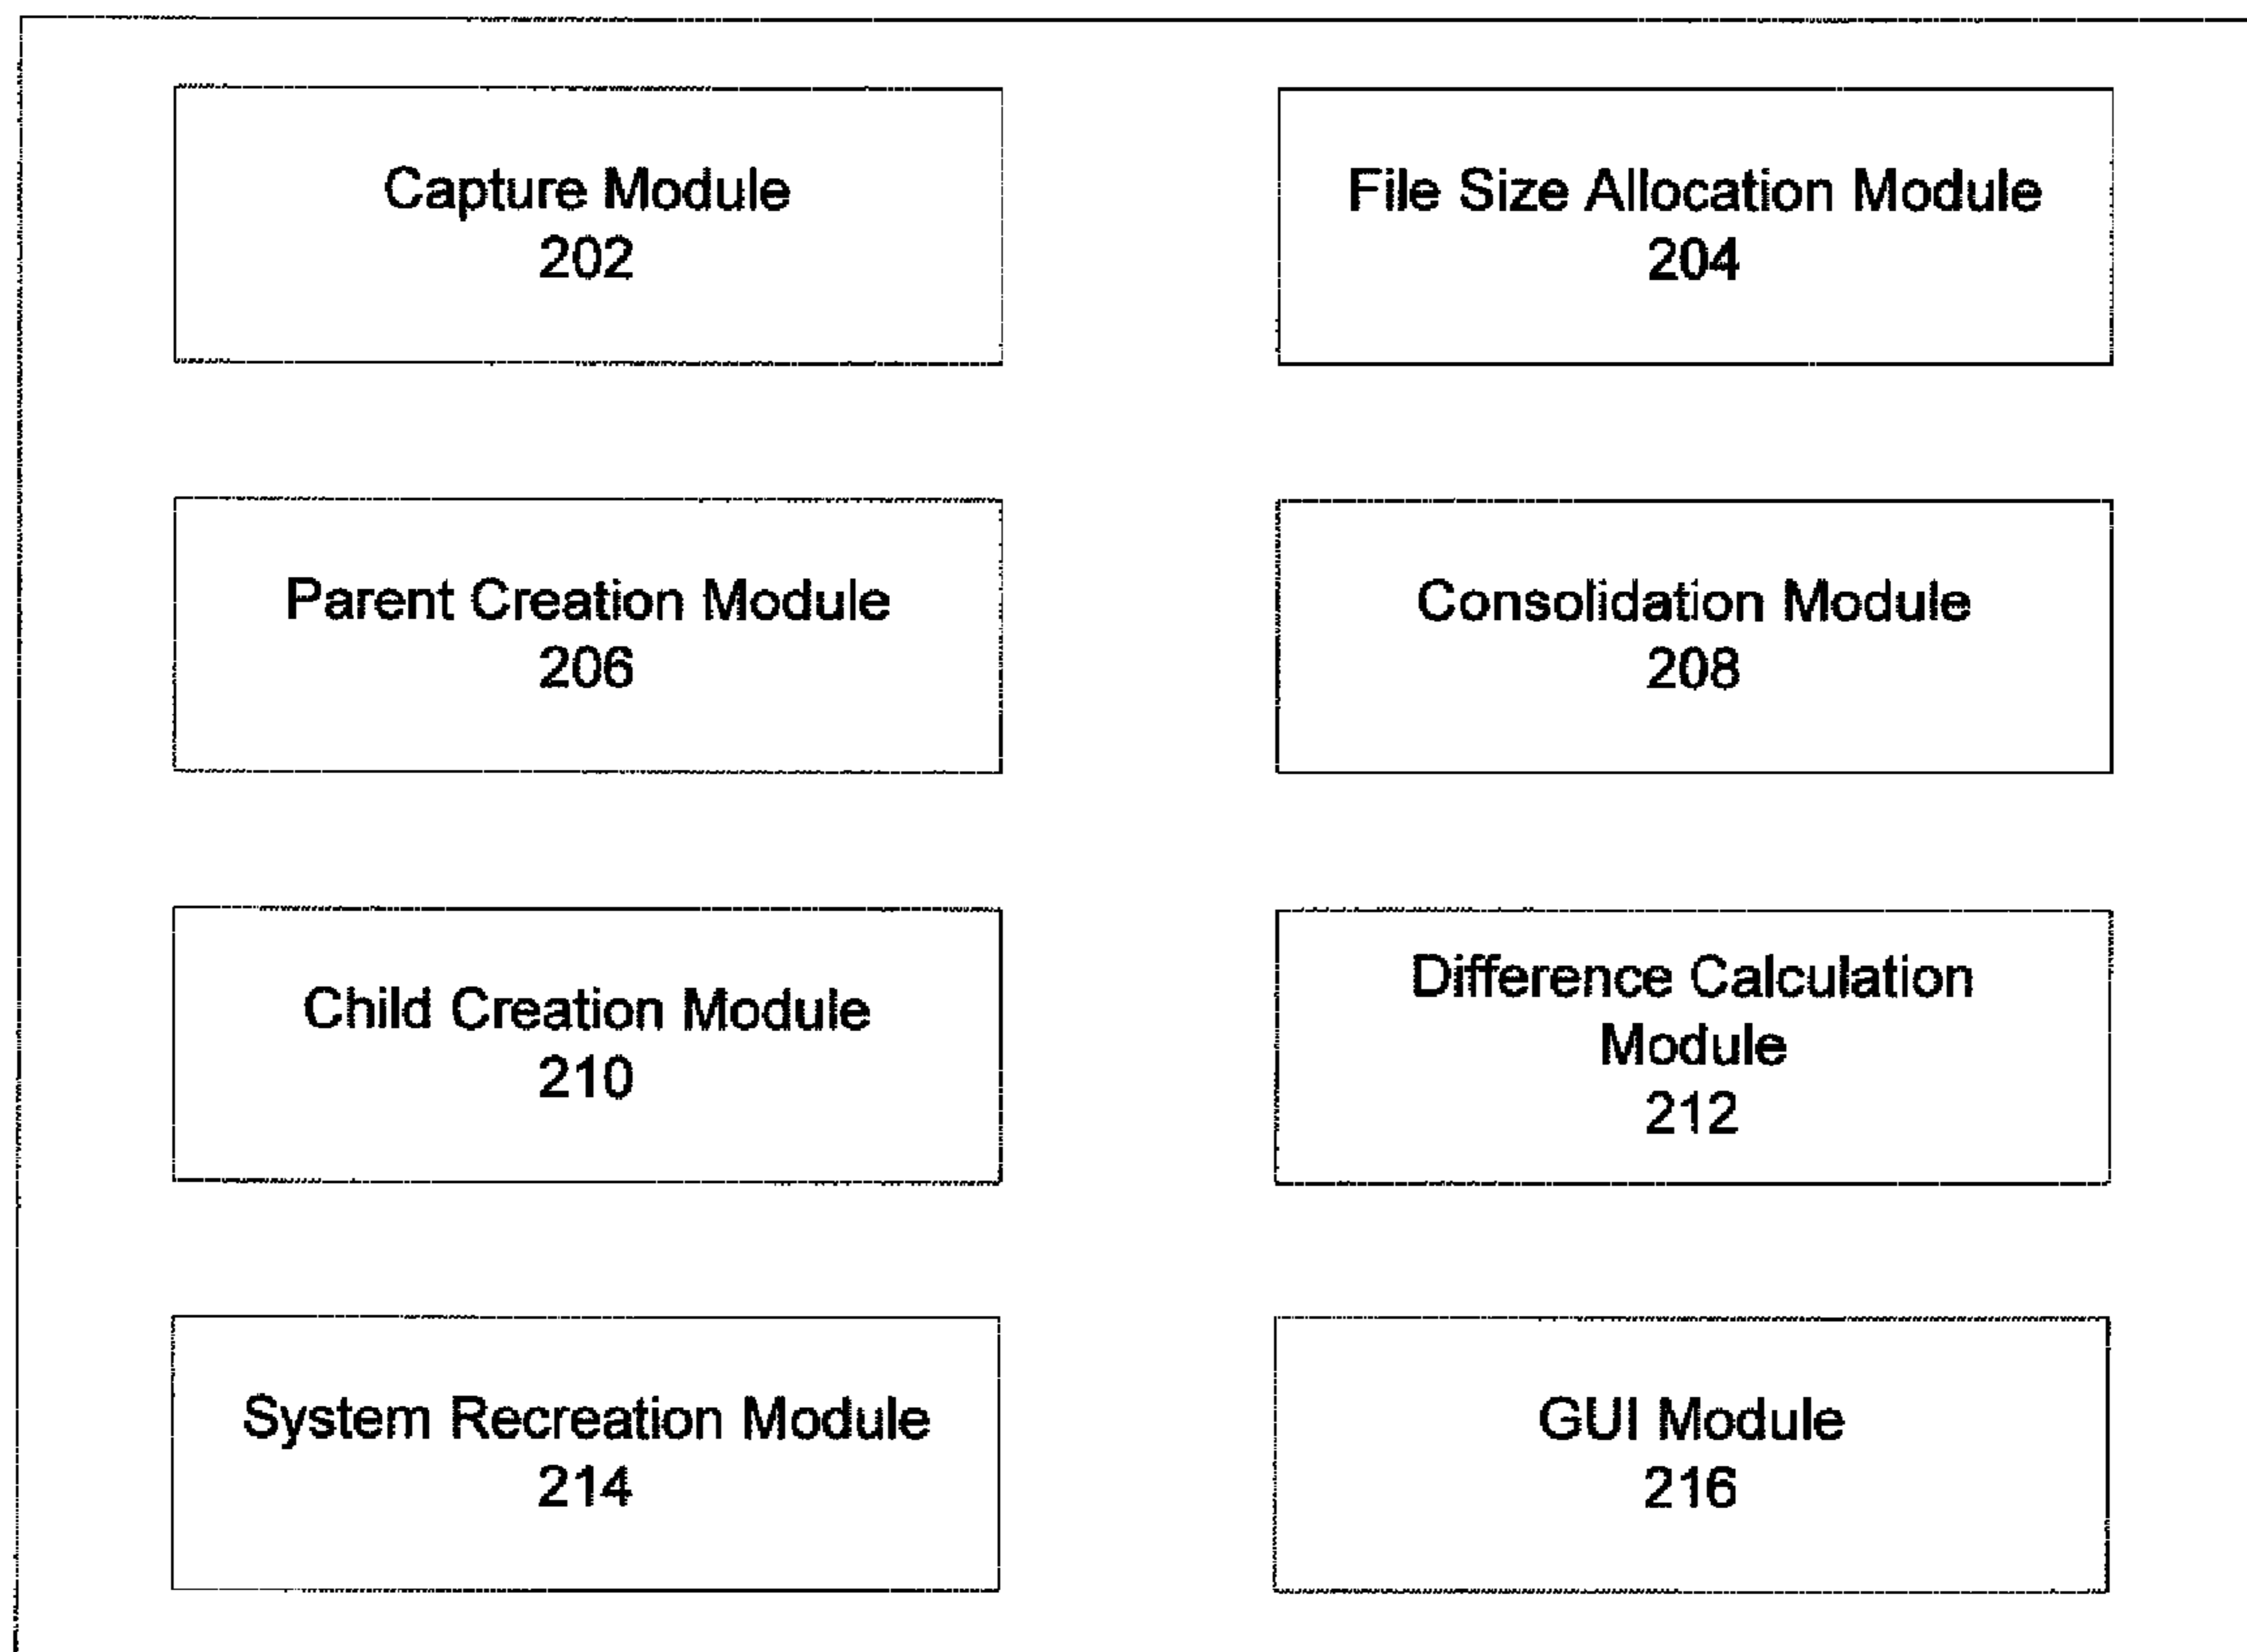 Capture Module
202
File Size Allocation Module
204
Parent Creation Module
206
Consolidation Module
208
Child Creation Module
210
Difference Calculation
Module
212
System Recreation Module
214
GUI Module
216